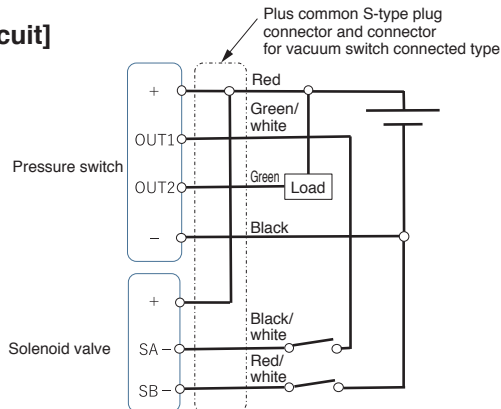 cuit]
Plus common S-type plug
connector and connector
for vacuum switch connected type
+
Red
Green/
white
OUT1
Pressure switch
OUT2
Green
Load
−
Black
+
Black/
white
Solenoid valve
SA−
Red/
white
SB−